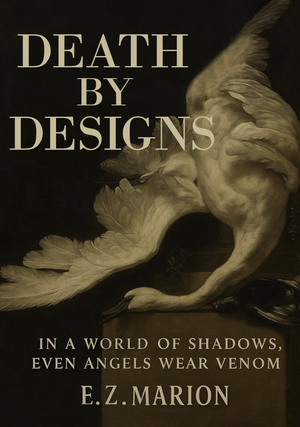 DEATH
BY
DESIGNS
IN A WORLD OF SHADOWS,
EVEN ANGELS WEAR VENOM
E.Z. MARION